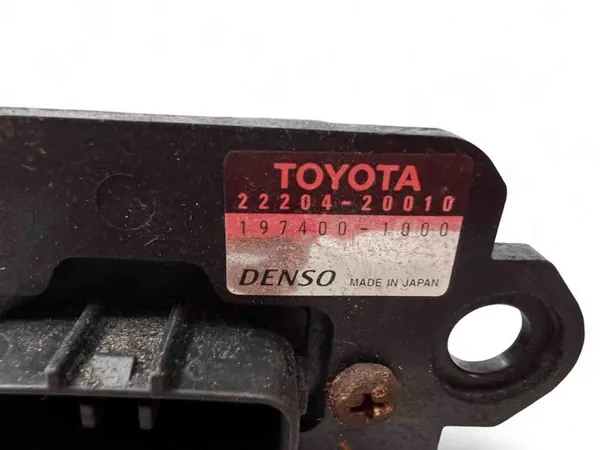 TOYOTA
22204-20010
197400-1000
DENSO MADE IN JAPAN